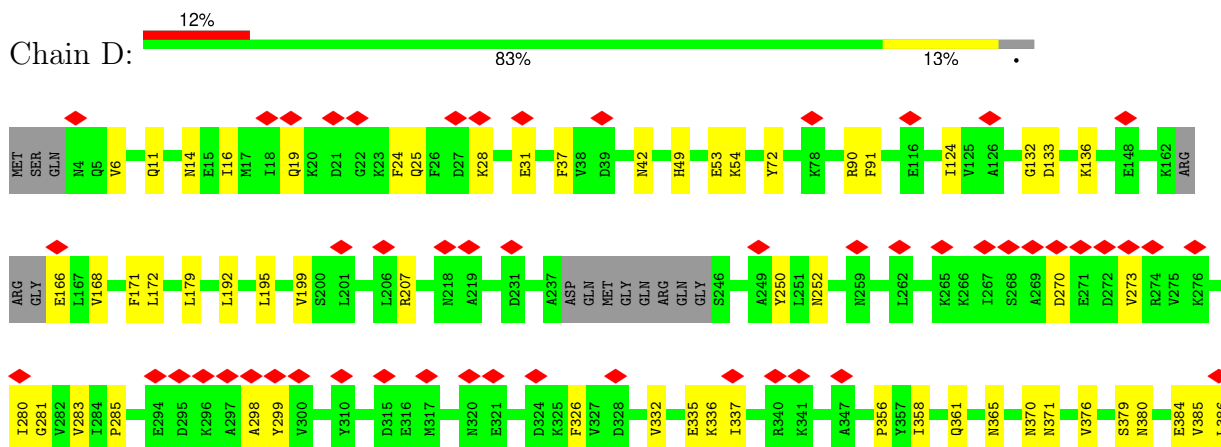 12%
Chain D:
83% 13% •
MET SER GLN N4 Q5 V6 Q11 N14 E15 I16 M17 I18 Q19 K20 D21 G22 K23 F24 Q25 F26 D27 K28 E31 F37 V38 D39 N42 H49 E53 K54 Y72 K78 R90 F91 E116 I124 V125 A126 G132 D133 K136 E148 K162 ARG
ARG GLY E166 L167 V168 F171 L172 L179 L192 L195 V199 S200 L201 L206 R207 N218 A219 D231 A237 ASP GLN MET GLY GLN ARG GLN GLY S246 A249 Y250 L251 N252 N259 L262 K265 K266 I267 S268 A269 D270 E271 D272 V273 R274 V275 K276
I280 G281 V282 V283 I284 P285 E294 D295 K296 A297 A298 Y299 V300 Y310 D315 E316 M317 N320 E321 D324 K325 F326 V327 D328 V332 E335 K336 I337 R340 K341 A347 P356 Y357 I358 Q361 N365 N370 N371 V376 S379 N380 E384 V385